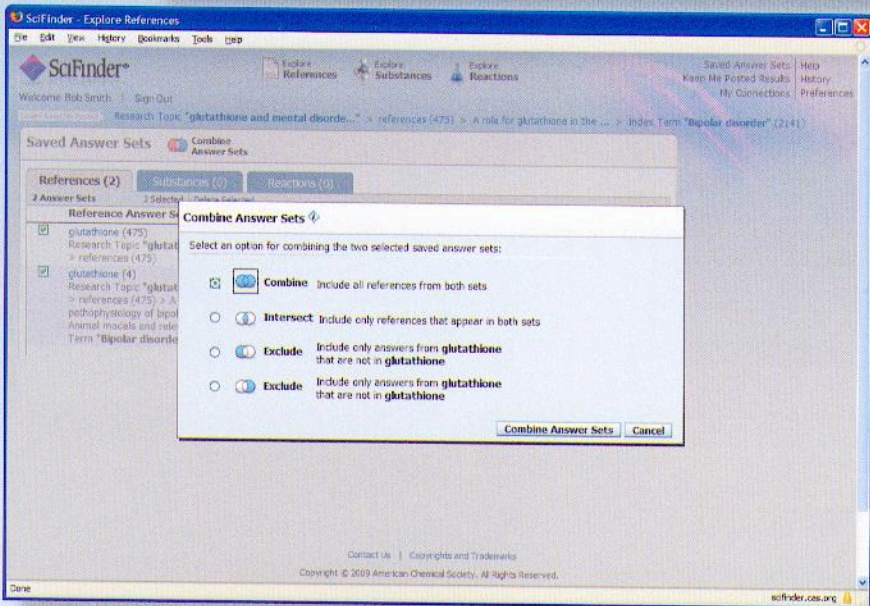 SciFinder - Explore References
File Edit View History Bookmarks Tools Help
SciFinder®
Explore References
Explore Substances
Explore Reactions
Saved Answer Sets | Help
Keep Me Posted Results | History
My Connections | Preferences
Welcome Bob Smith | Sign Out
Research Topic "glutathione and mental disorde..." > references (475) > A role for glutathione in the ... > Index Term "Bipolar disorder" (2141)
Saved Answer Sets
Combine Answer Sets
References (2)
Substances (0)
Reactions (0)
2 Answer Sets 2 Selected Delete Selected
Reference Answer S
glutathione (475)
Research Topic "glutat
> references (475)
glutethione (4)
Research Topic "glutat
> references (475) > A
pathophysiology of bipol
Animal models and rele
Term "Bipolar disorde
Combine Answer Sets
Select an option for combining the two selected saved answer sets:
Combine Include all references from both sets
Intersect Include only references that appear in both sets
Exclude Include only answers from glutathione
that are not in glutathione
Exclude Include only answers from glutathione
that are not in glutathione
Combine Answer Sets Cancel
Contact Us | Copyrights and Trademarks
Copyright © 2009 American Chemical Society. All Rights Reserved.
Done
scifinder.cas.org